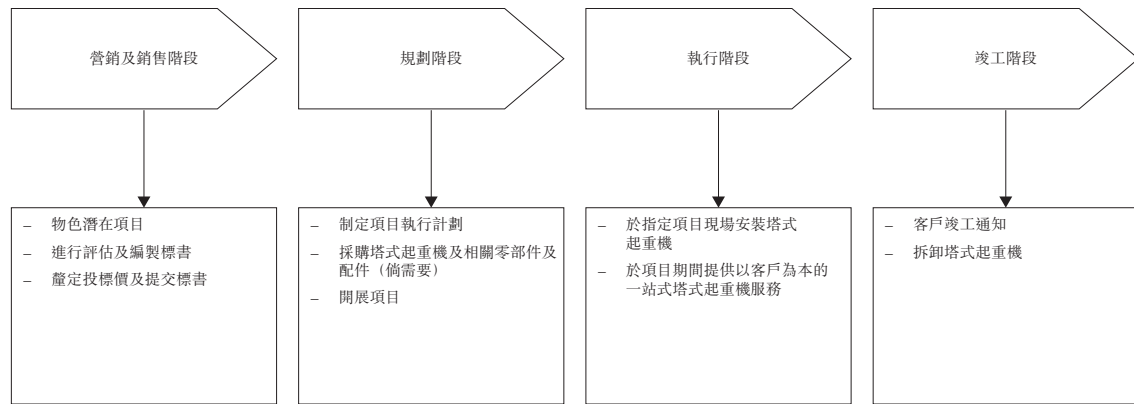 營銷及銷售階段
規劃階段
執行階段
竣工階段
– 物色潛在項目
– 進行評估及編製標書
– 釐定投標價及提交標書
– 制定項目執行計劃
– 採購塔式起重機及相關零部件及
配件（倘需要）
– 開展項目
– 於指定項目現場安裝塔式
起重機
– 於項目期間提供以客戶為本的
一站式塔式起重機服務
– 客戶竣工通知
– 拆卸塔式起重機